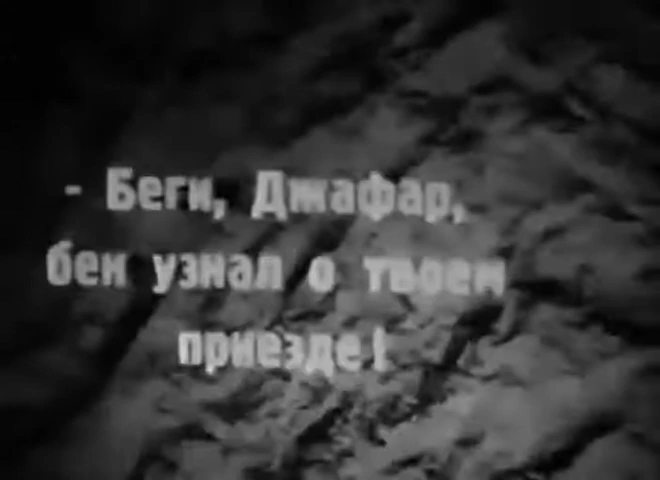 - Беги, Джафар,
бек узнал о твоем
приезде!